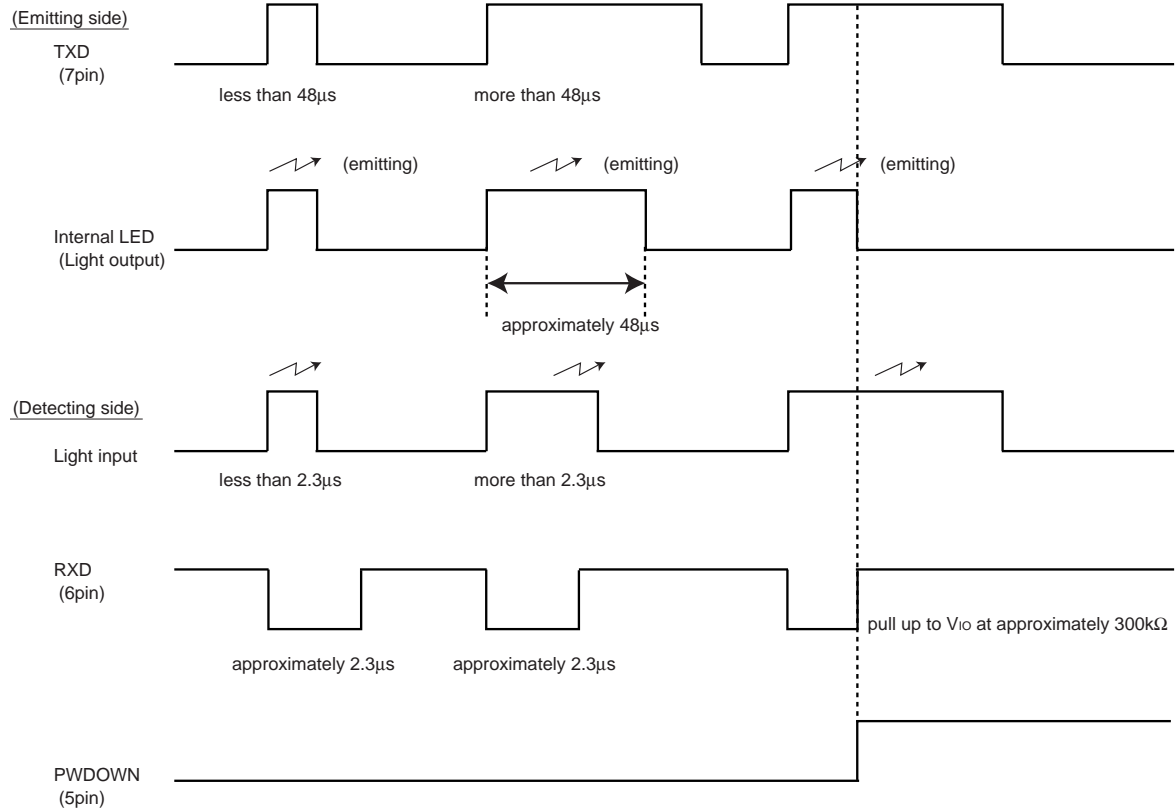 (Emitting side)
TXD
(7pin)
less than 48μs
more than 48μs
(emitting)
(emitting)
(emitting)
Internal LED
(Light output)
approximately 48μs
(Detecting side)
Light input
less than 2.3μs
more than 2.3μs
RXD
(6pin)
pull up to VIO at approximately 300kΩ
approximately 2.3μs
approximately 2.3μs
PWDOWN
(5pin)